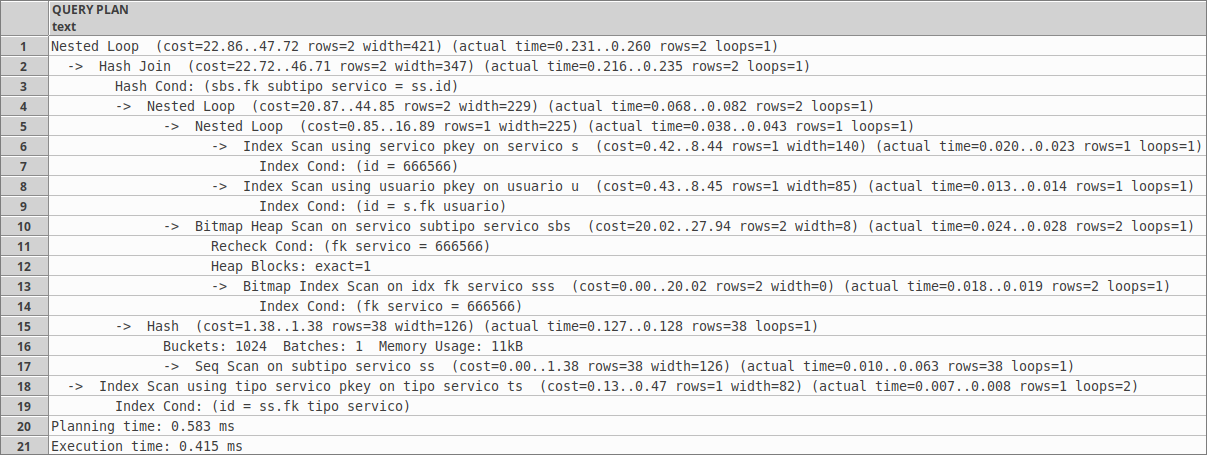 QUERY PLAN
text
1 Nested Loop (cost=22.86..47.72 rows=2 width=421) (actual time=0.231..0.260 rows=2 loops=1)
2 -> Hash Join (cost=22.72..46.71 rows=2 width=347) (actual time=0.216..0.235 rows=2 loops=1)
3 Hash Cond: (sbs.fk subtipo servico = ss.id)
4 -> Nested Loop (cost=20.87..44.85 rows=2 width=229) (actual time=0.068..0.082 rows=2 loops=1)
5 -> Nested Loop (cost=0.85..16.89 rows=1 width=225) (actual time=0.038..0.043 rows=1 loops=1)
6 -> Index Scan using servico pkey on servico s (cost=0.42..8.44 rows=1 width=140) (actual time=0.020..0.023 rows=1 loops=1)
7 Index Cond: (id = 666566)
8 -> Index Scan using usuario pkey on usuario u (cost=0.43..8.45 rows=1 width=85) (actual time=0.013..0.014 rows=1 loops=1)
9 Index Cond: (id = s.fk usuario)
10 -> Bitmap Heap Scan on servico subtipo servico sbs (cost=20.02..27.94 rows=2 width=8) (actual time=0.024..0.028 rows=2 loops=1)
11 Recheck Cond: (fk servico = 666566)
12 Heap Blocks: exact=1
13 -> Bitmap Index Scan on idx fk servico sss (cost=0.00..20.02 rows=2 width=0) (actual time=0.018..0.019 rows=2 loops=1)
14 Index Cond: (fk servico = 666566)
15 -> Hash (cost=1.38..1.38 rows=38 width=126) (actual time=0.127..0.128 rows=38 loops=1)
16 Buckets: 1024 Batches: 1 Memory Usage: 11kB
17 -> Seq Scan on subtipo servico ss (cost=0.00..1.38 rows=38 width=126) (actual time=0.010..0.063 rows=38 loops=1)
18 -> Index Scan using tipo servico pkey on tipo servico ts (cost=0.13..0.47 rows=1 width=82) (actual time=0.007..0.008 rows=1 loops=2)
19 Index Cond: (id = ss.fk tipo servico)
20 Planning time: 0.583 ms
21 Execution time: 0.415 ms